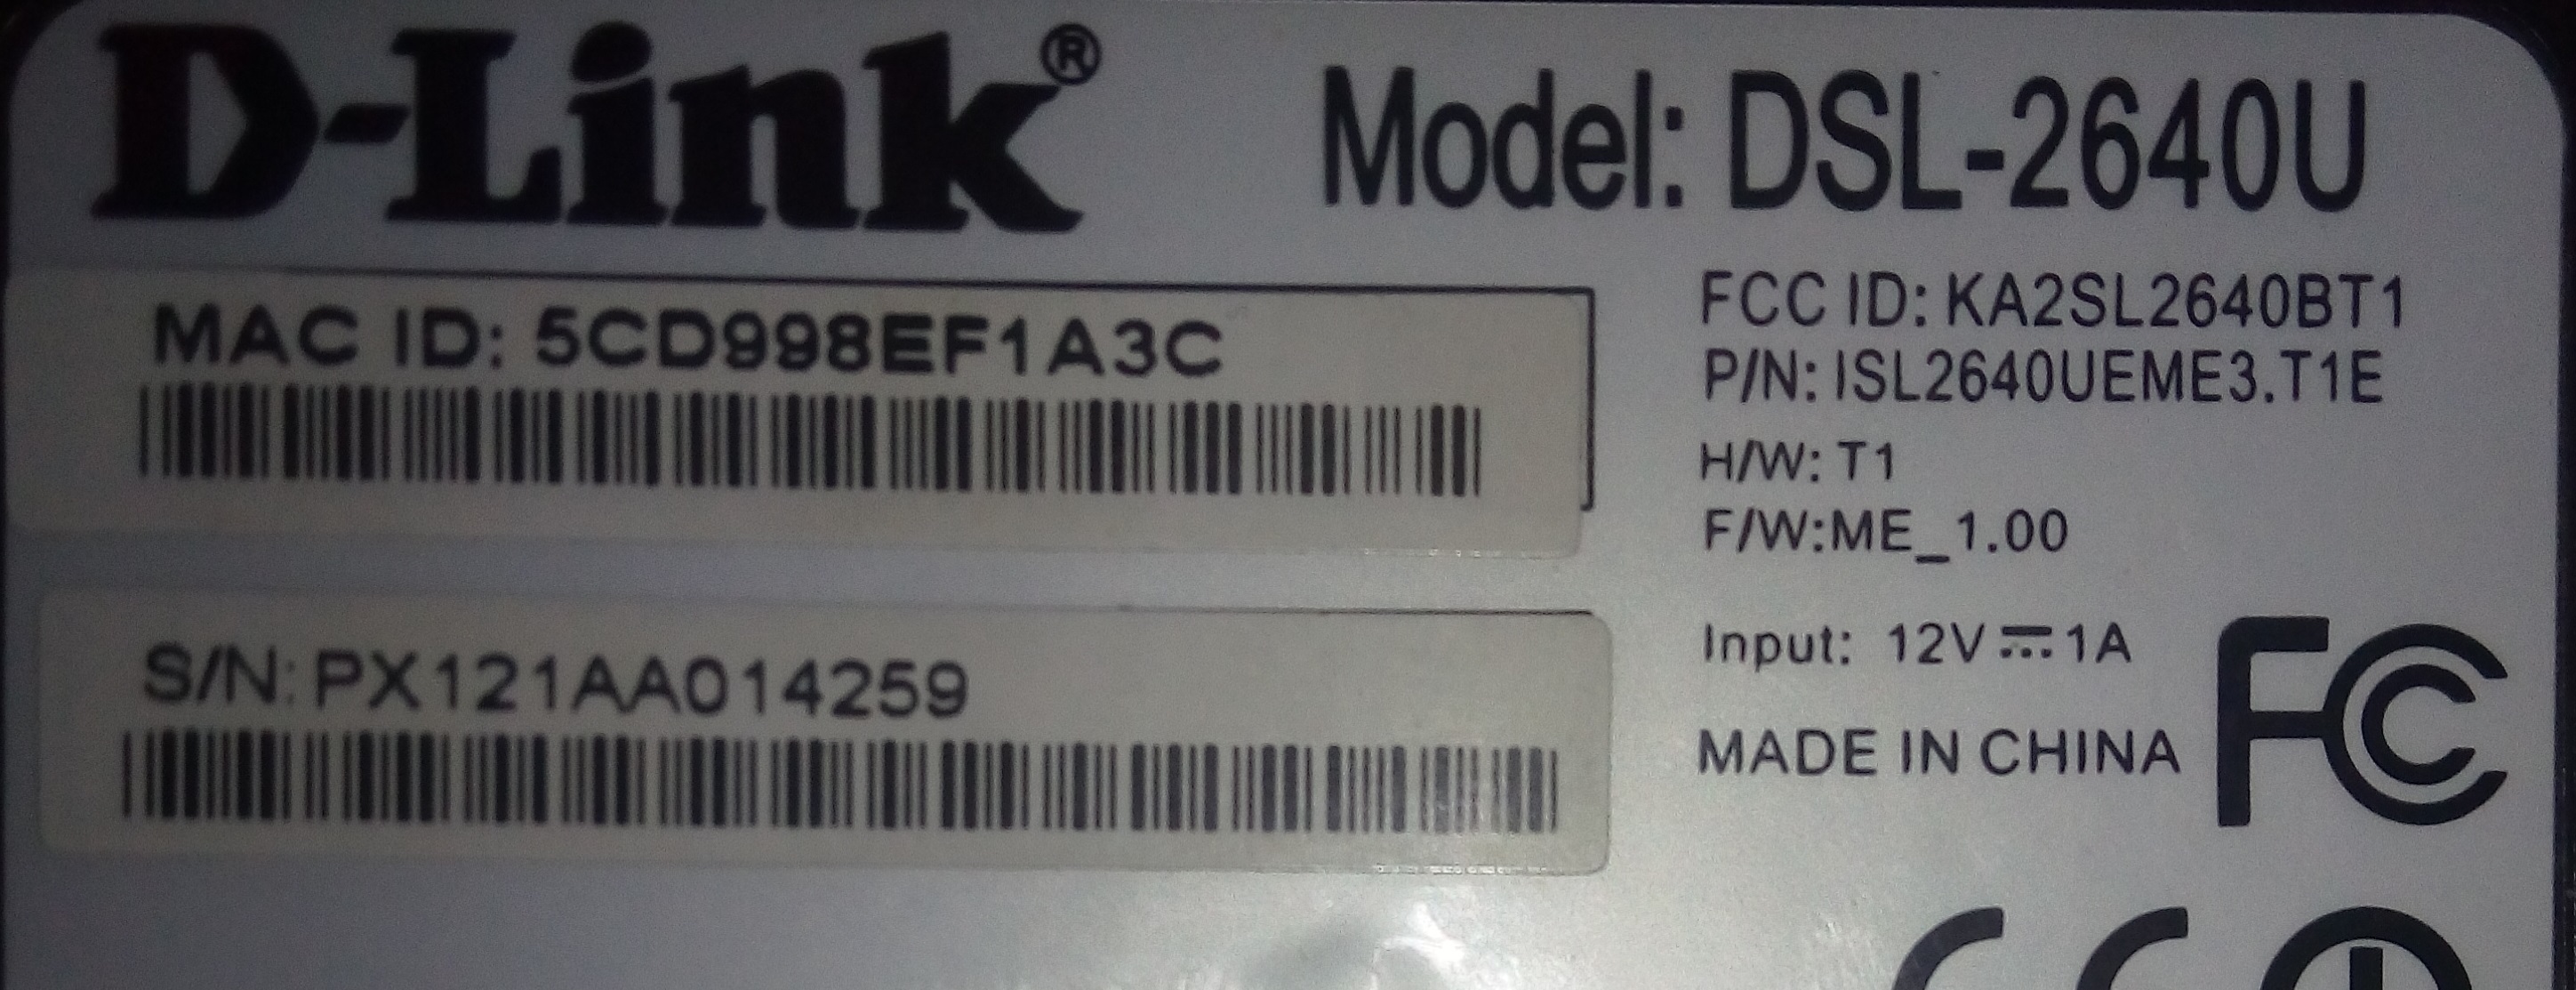 D-Link®
Model: DSL-2640U
MAC ID: 5CD998EF1A3C
S/N: PX121AA014259
FCC ID: KA2SL2640BT1
P/N: ISL2640UEME3.T1E
H/W: T1
F/W:ME_1.00
Input: 12V⎓1A
MADE IN CHINA
FC